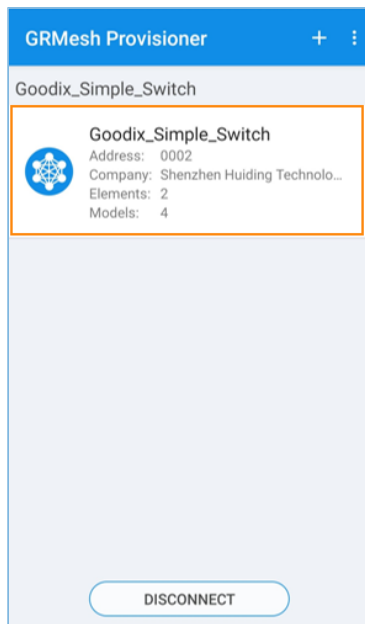 GRMesh Provisioner
Goodix_Simple_Switch
Goodix_Simple_Switch
Address: 0002
Company: Shenzhen Huiding Technolo...
Elements: 2
Models: 4
DISCONNECT